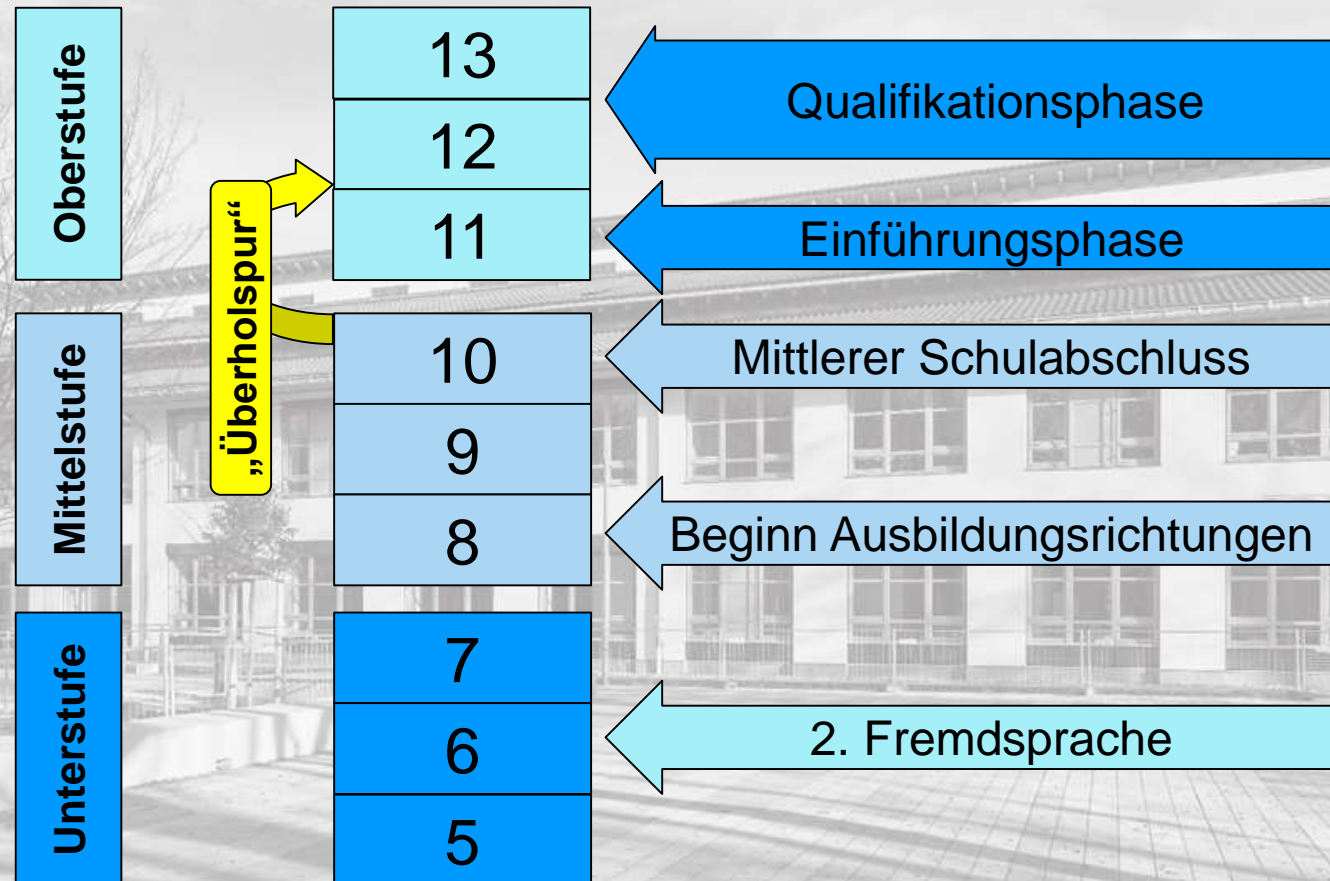 Oberstufe
13
Qualifikationsphase
12
11
Einführungsphase
„Überholspur“
Mittelstufe
10
Mittlerer Schulabschluss
9
8
Beginn Ausbildungsrichtungen
Unterstufe
7
6
2. Fremdsprache
5